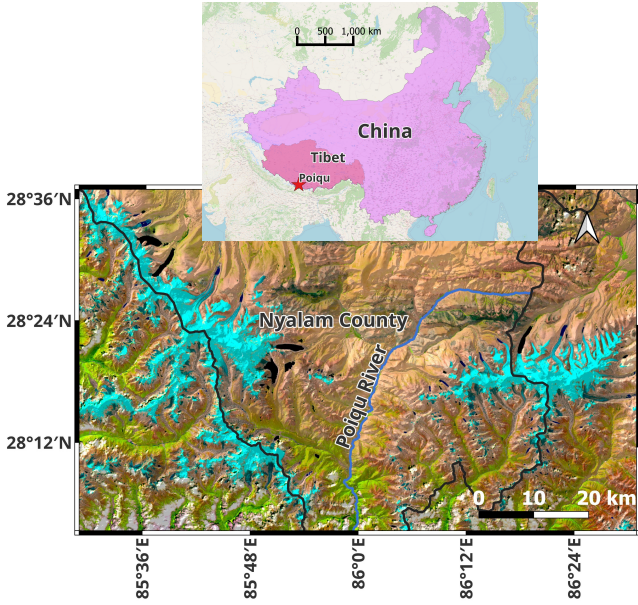 0 500 1,000 km
China
Tibet
Poiqu
28°36′N
28°24′N
28°12′N
Nyalam County
Poiqu River
0 10 20 km
85°36′E
85°48′E
86°0′E
86°12′E
86°24′E